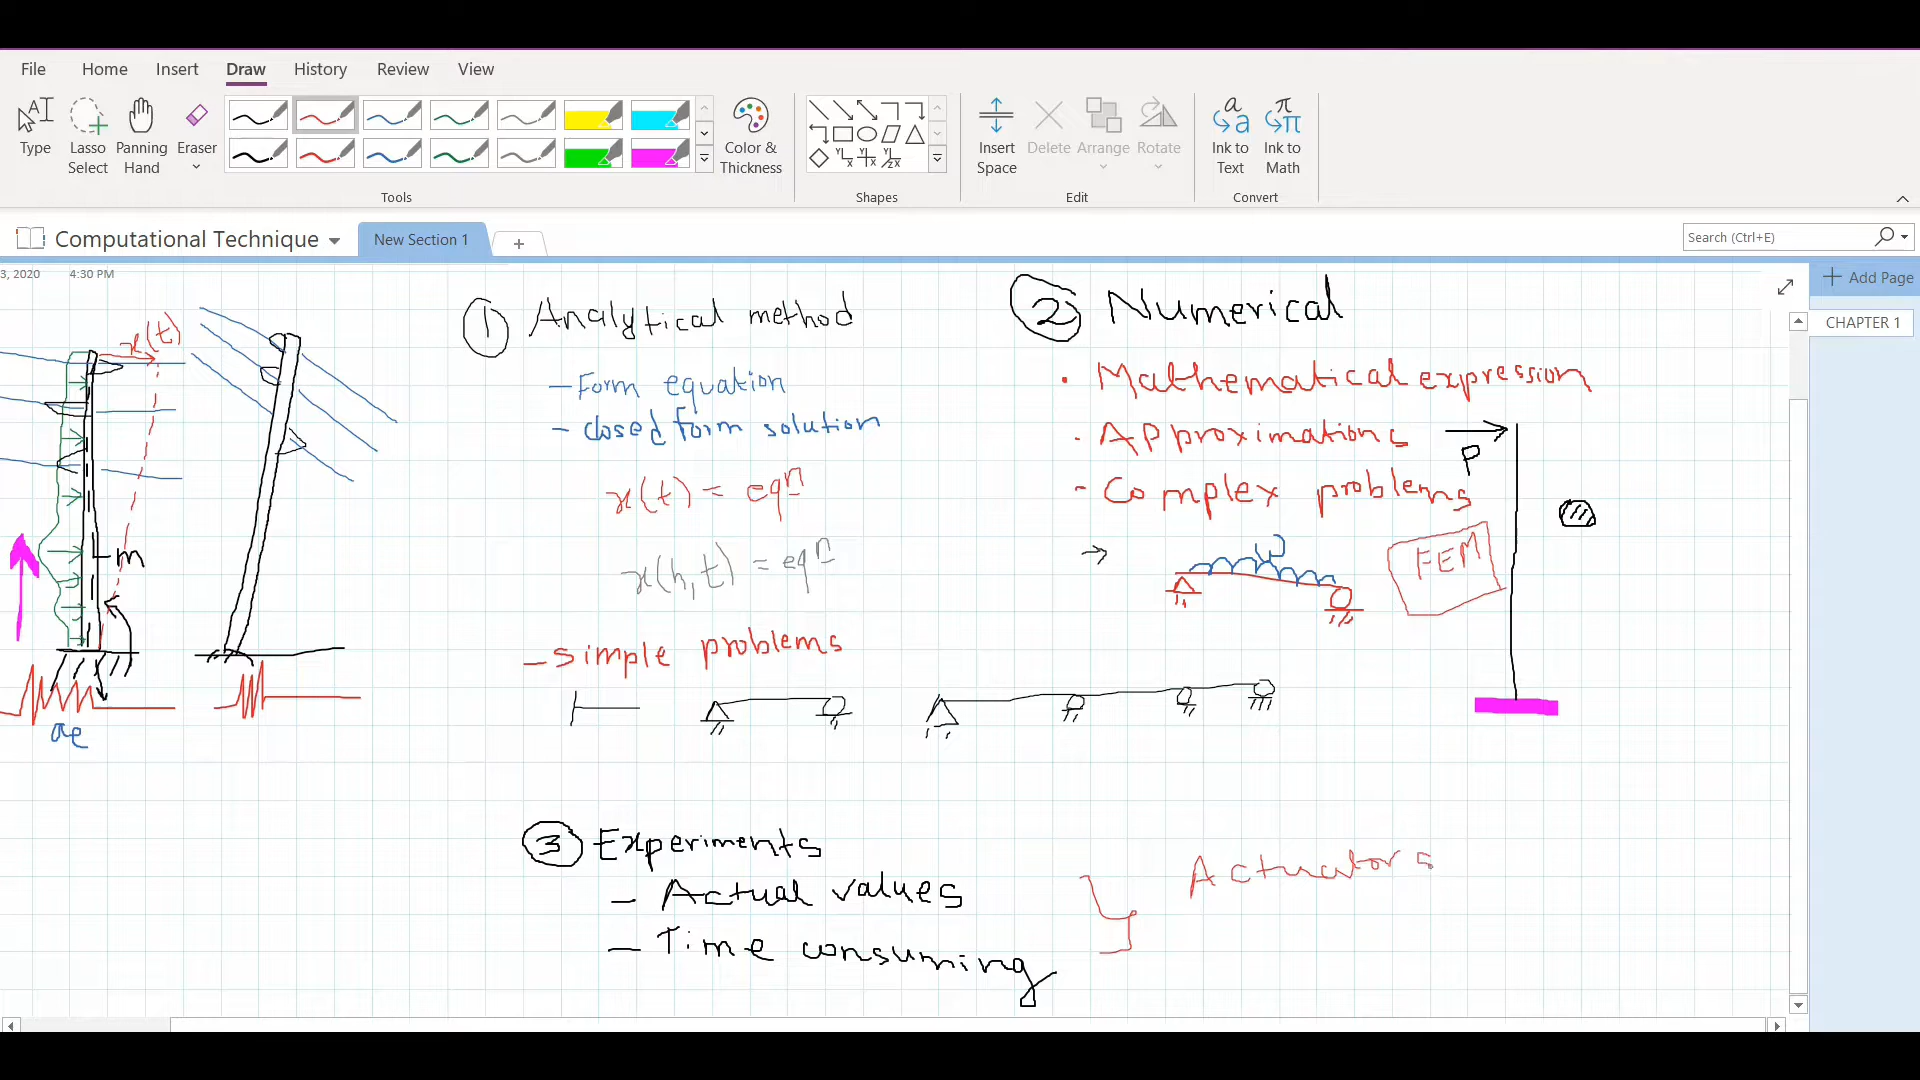 File Home Insert Draw History Review View
Type
Lasso Select
Panning Hand
Eraser
Color & Thickness
Insert Space
Delete
Arrange
Rotate
Ink to Text
Ink to Math
Tools
Shapes
Edit
Convert
Computational Technique
New Section 1
Search (Ctrl+E)
3, 2020 4:30 PM
Add Page
CHAPTER 1
x(t)
m
① Analytical method
- Form equation
- closed form solution
x(t) = eqn
x(h, t) = eqn
- simple problems
② Numerical
• Mathematical expression
• Approximations
- Complex problems
P
→
W
FEM
③ Experiments
- Actual values
- Time consuming
Actuators